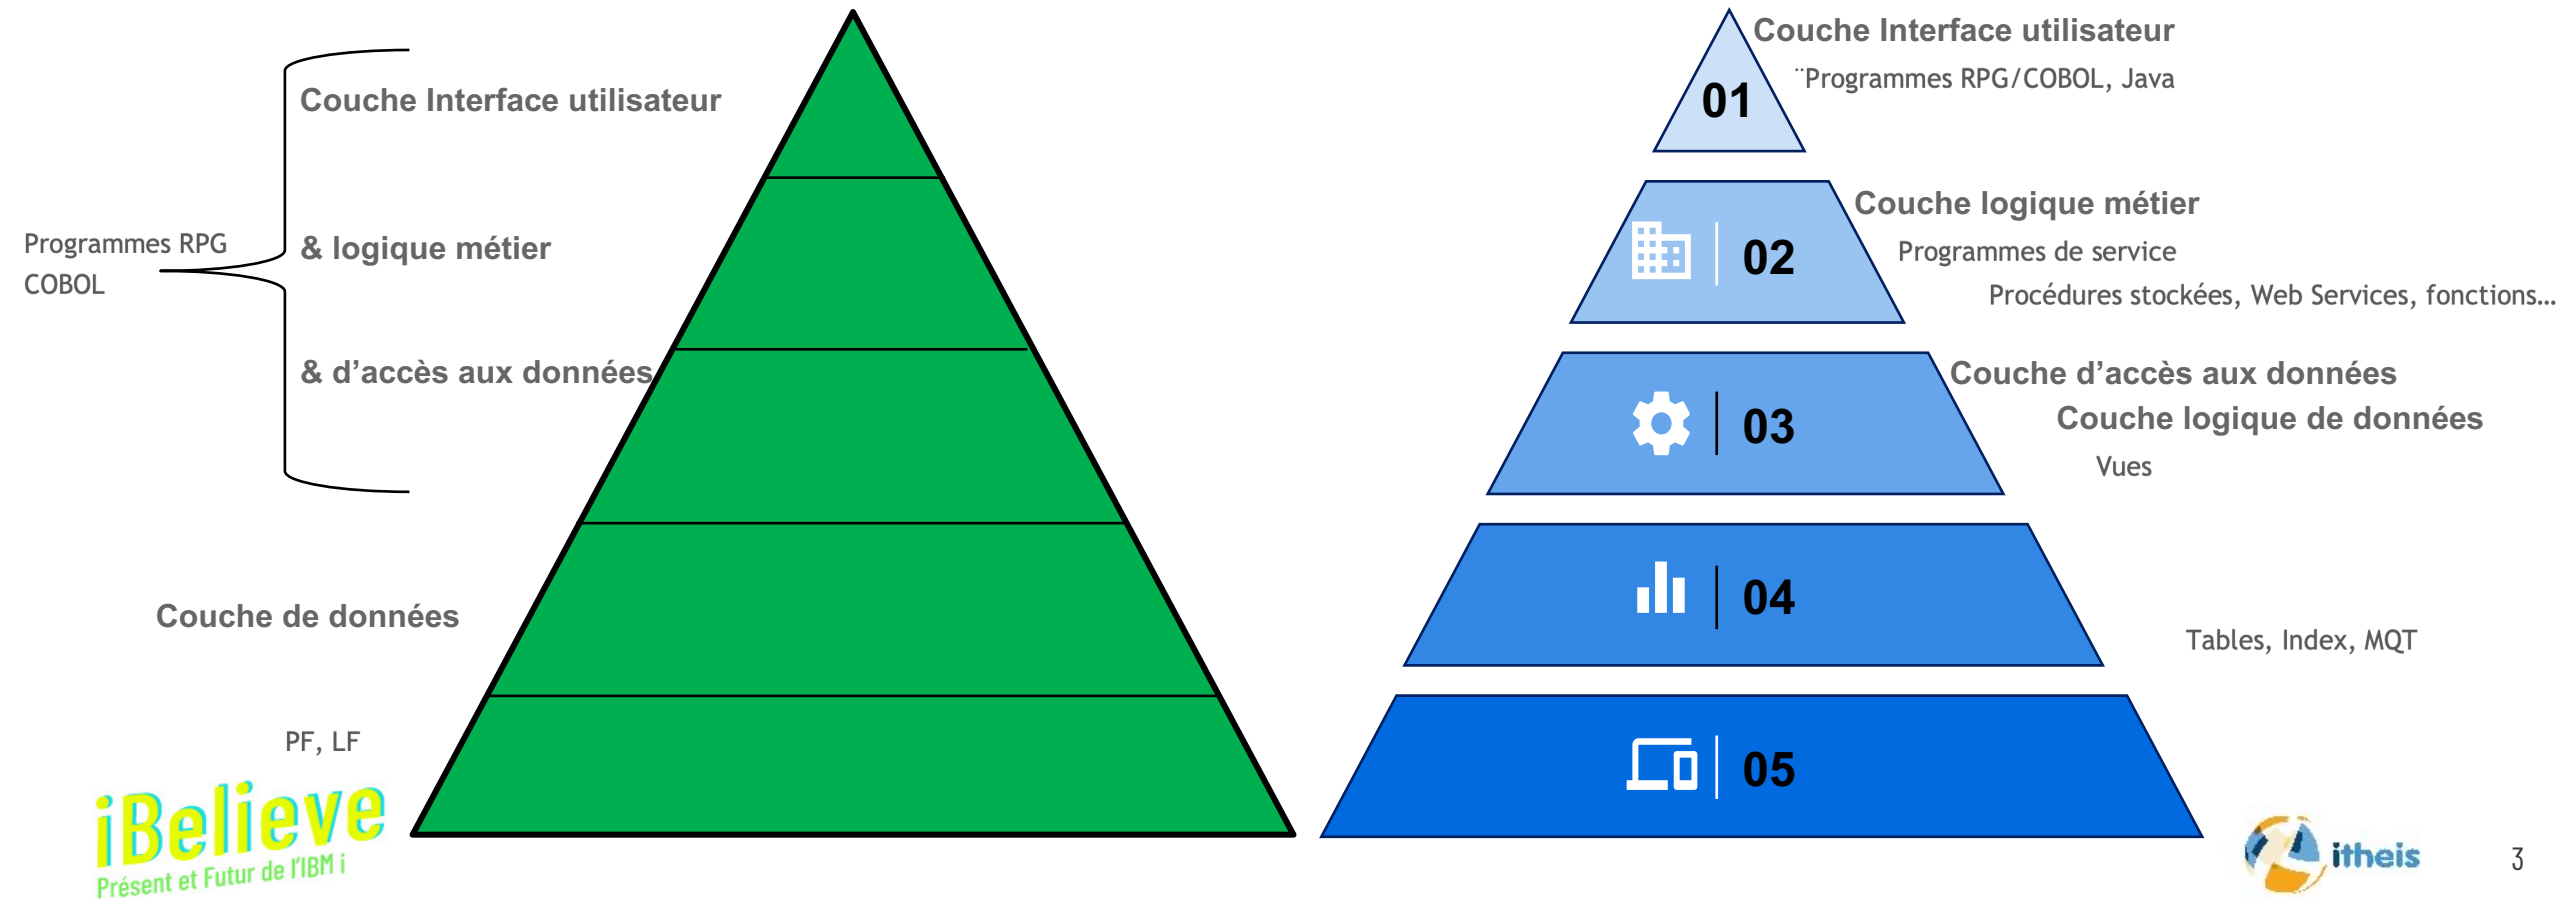 Couche Interface utilisateur
& logique métier
& d’accès aux données
Programmes RPG
COBOL
Couche de données
PF, LF
iBelieve
Présent et Futur de l’IBM i
Couche Interface utilisateur
¨Programmes RPG/COBOL, Java
01
Couche logique métier
Programmes de service
Procédures stockées, Web Services, fonctions…
02
Couche d’accès aux données
Couche logique de données
Vues
03
04
Tables, Index, MQT
05
itheis
3